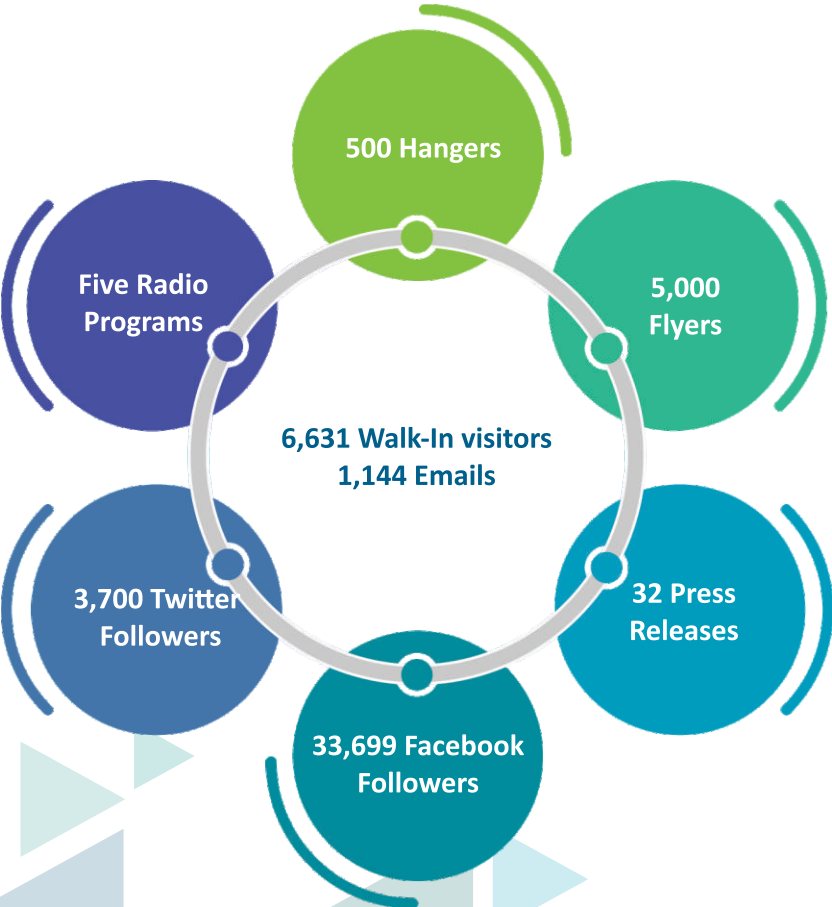 500 Hangers
5,000
Flyers
32 Press
Releases
33,699 Facebook
Followers
3,700 Twitter
Followers
Five Radio
Programs
6,631 Walk-In visitors
1,144 Emails